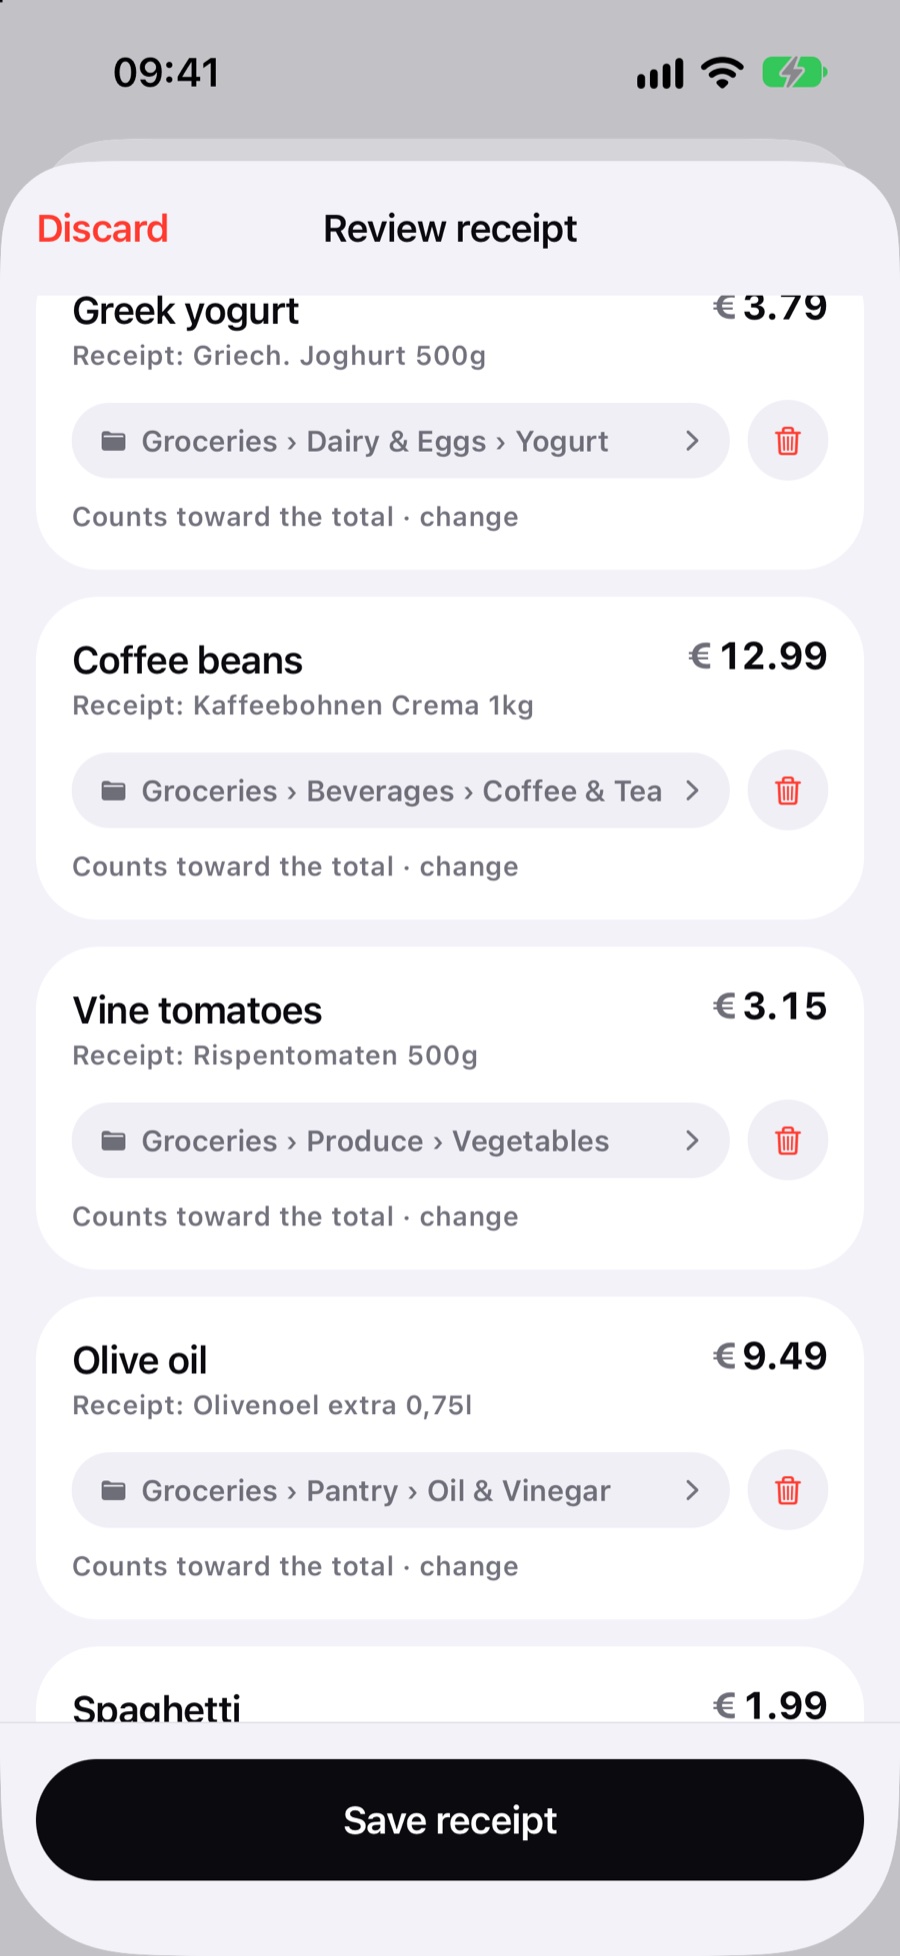 09:41
Discard
Review receipt
Greek yogurt
€ 3.79
Receipt: Griech. Joghurt 500g
Groceries › Dairy & Eggs › Yogurt
Counts toward the total · change
Coffee beans
€ 12.99
Receipt: Kaffeebohnen Crema 1kg
Groceries › Beverages › Coffee & Tea
Counts toward the total · change
Vine tomatoes
€ 3.15
Receipt: Rispentomaten 500g
Groceries › Produce › Vegetables
Counts toward the total · change
Olive oil
€ 9.49
Receipt: Olivenoel extra 0,75l
Groceries › Pantry › Oil & Vinegar
Counts toward the total · change
Spaghetti
€ 1.99
Save receipt